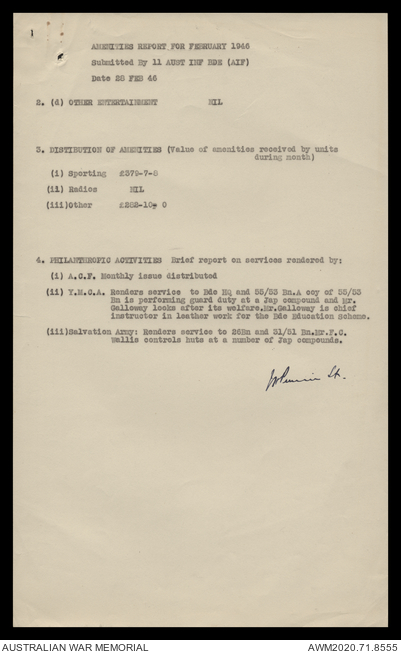 AMENITIES REPORT FOR FEBRUARY 1946
Submitted By 11 AUST INF BDE (AIF)
Date 28 FEB 46
2. (d) OTHER ENTERTAINMENT NIL
3. DISTIBUTION OF AMENITIES (Value of amenities received by units
during month)
(i) Sporting £379-7-8
(ii) Radios NIL
(iii)Other £282-10- 0
4. PHILANTHROPIC ACTIVITIES Brief report on services rendered by:
(i) A.C.F. Monthly issue distributed
(ii) Y.M.C.A. Renders service to Bde HQ and 55/53 Bn.A coy of 55/53
Bn is performing guard duty at a Jap compound and Mr.
Galloway looks after its welfare.Mr.Galloway is chief
instructor in leather work for the Bde Education Scheme.
(iii)Salvation Army: Renders service to 26Bn and 31/51 Bn.Mr.F.C.
Wallis controls huts at a number of Jap compounds.
Lt.
AUSTRALIAN WAR MEMORIAL
AWM2020.71.8555